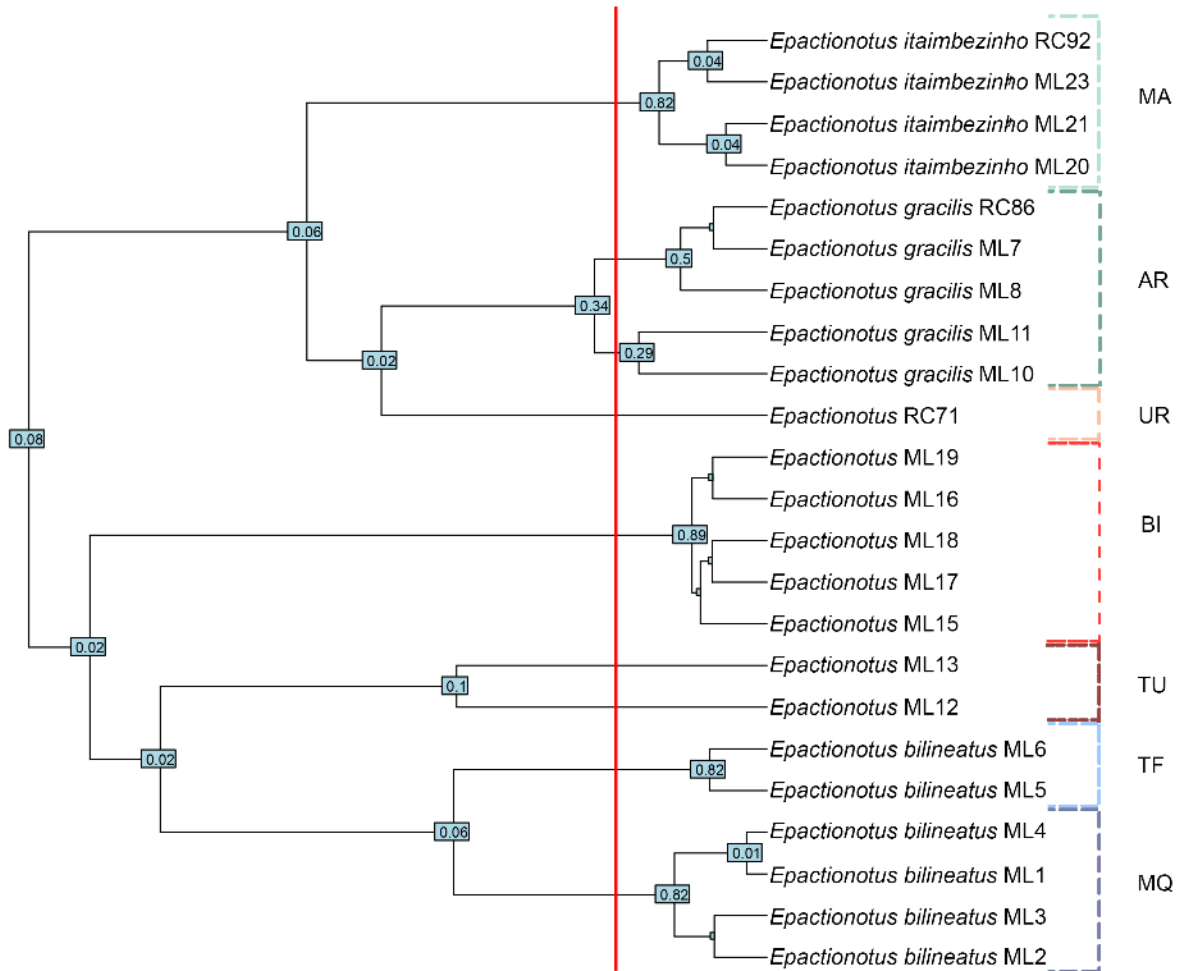 Epactionotus itaimbezinho RC92
0.04
Epactionotus itaimbezinho ML23
MA
0.82
Epactionotus itaimbezinho ML21
0.04
Epactionotus itaimbezinho ML20
Epactionotus gracilis RC86
0.06
Epactionotus gracilis ML7
0.5
AR
Epactionotus gracilis ML8
0.34
Epactionotus gracilis ML11
0.29
0.02
Epactionotus gracilis ML10
Epactionotus RC71
UR
0.08
Epactionotus ML19
Epactionotus ML16
BI
0.89
Epactionotus ML18
Epactionotus ML17
Epactionotus ML15
0.02
Epactionotus ML13
0.1
TU
Epactionotus ML12
Epactionotus bilineatus ML6
0.02
0.82
TF
Epactionotus bilineatus ML5
0.06
Epactionotus bilineatus ML4
0.01
Epactionotus bilineatus ML1
0.82
MQ
Epactionotus bilineatus ML3
Epactionotus bilineatus ML2